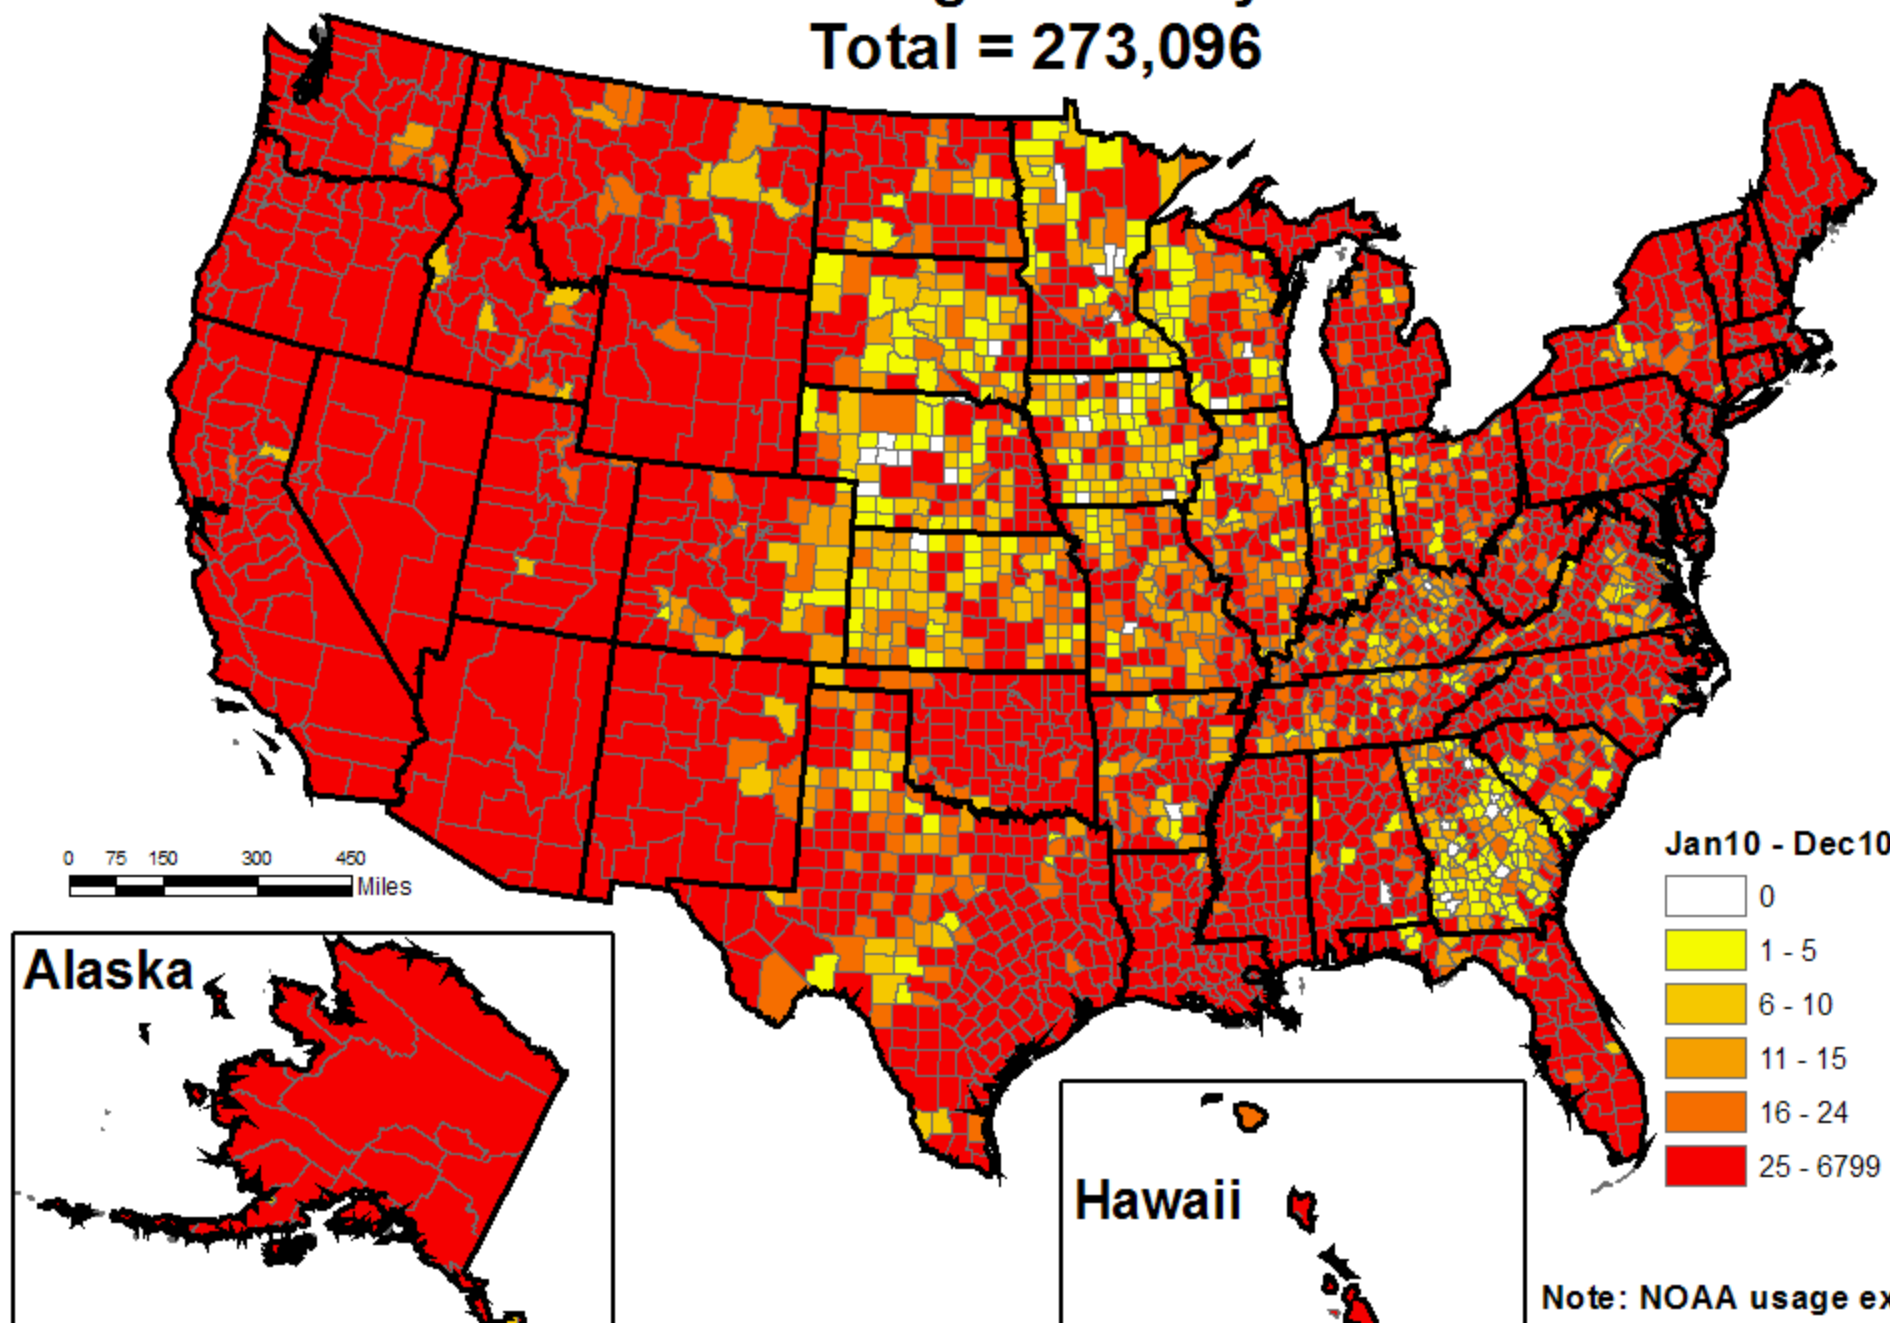 Total = 273,096
0 75 150 300 450
Miles
Jan10 - Dec10
0
1 - 5
6 - 10
11 - 15
16 - 24
25 - 6799
Alaska
Hawaii
Note: NOAA usage ex